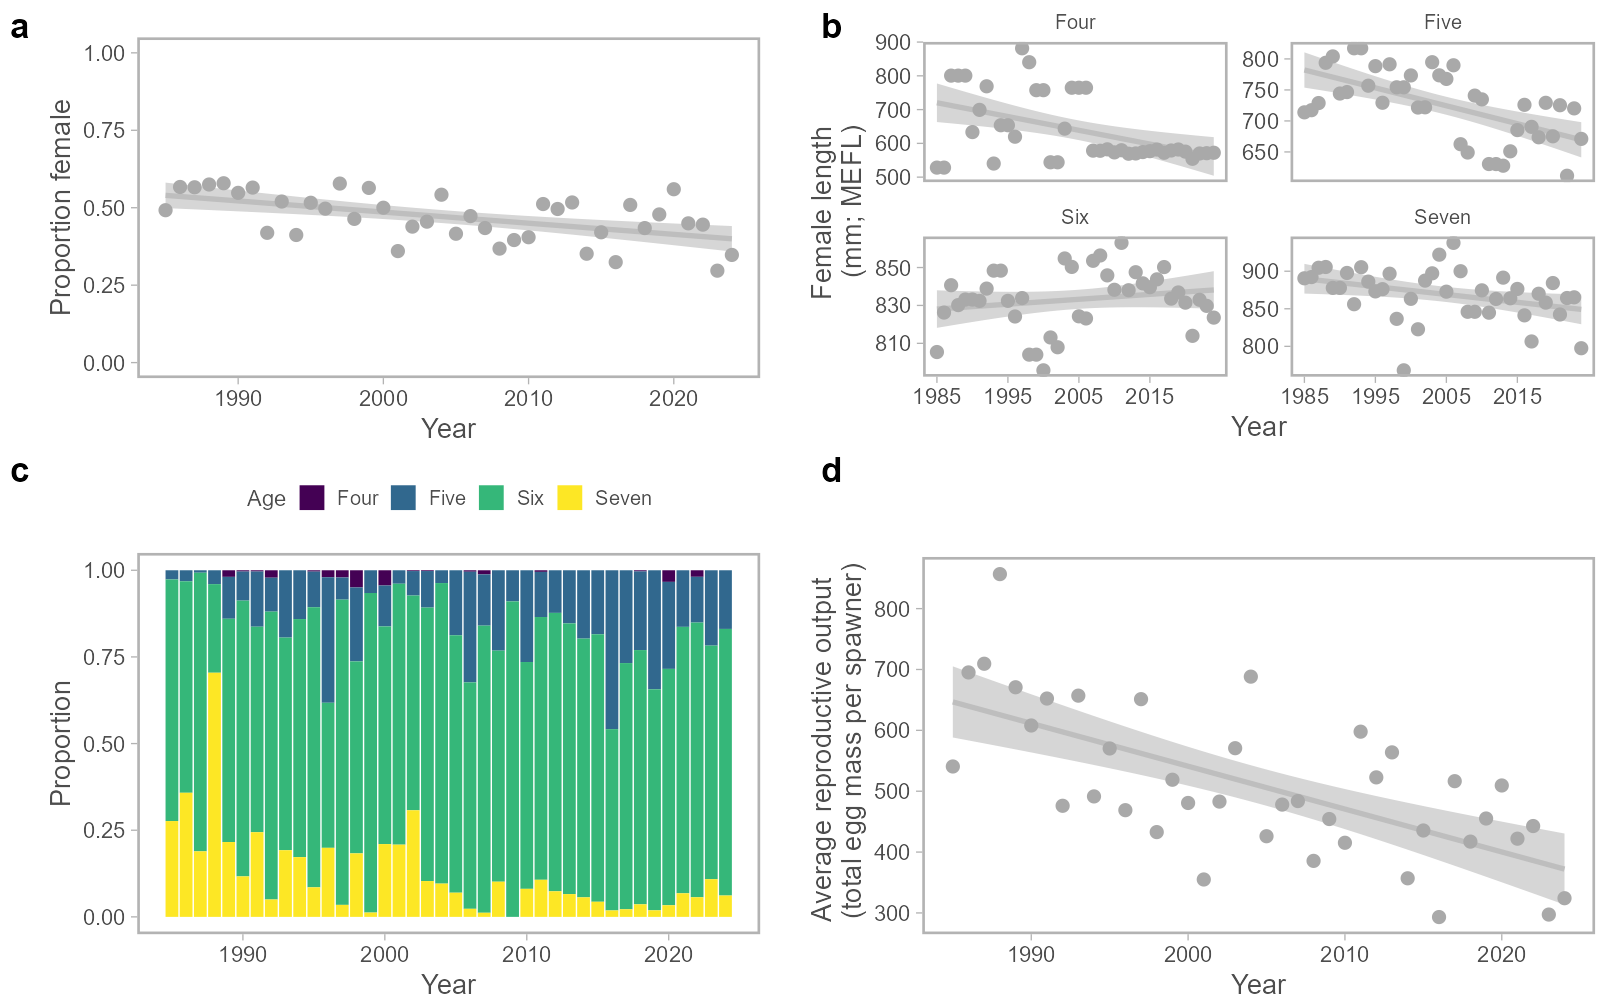 a
1.00
0.75
0.50
0.25
0.00
Proportion female
1990 2000 2010 2020
Year
b
Four Five
900
800
700
600
500
800
750
700
650
Female length
(mm; MEFL)
Six Seven
850
830
810
900
850
800
1985 1995 2005 2015 1985 1995 2005 2015
Year
c
Age Four Five Six Seven
1.00
0.75
0.50
0.25
0.00
Proportion
1990 2000 2010 2020
Year
d
800
700
600
500
400
300
Average reproductive output
(total egg mass per spawner)
1990 2000 2010 2020
Year